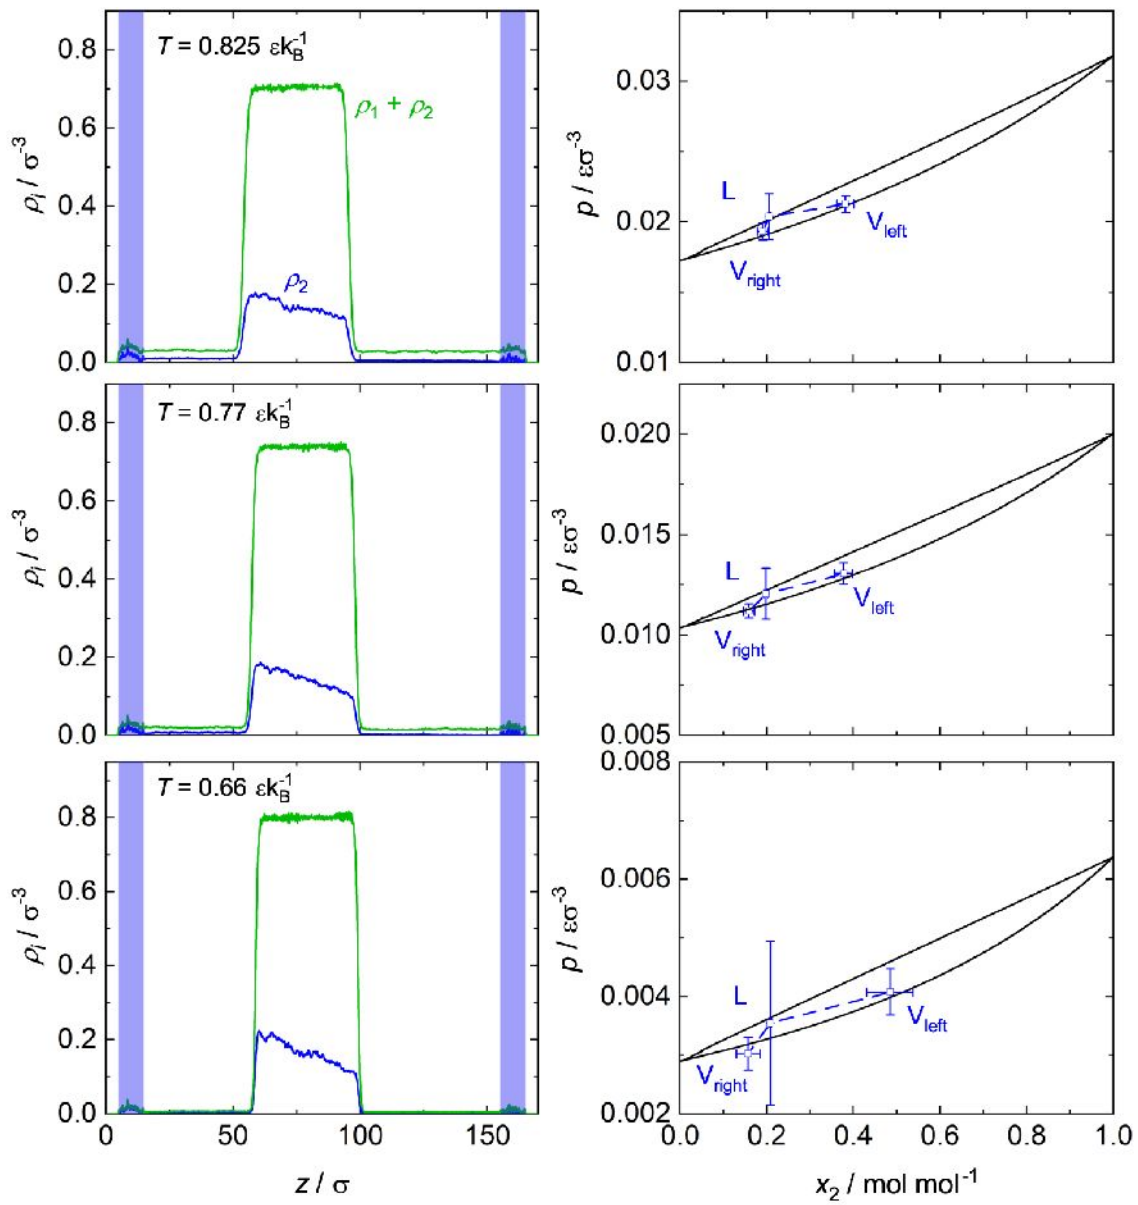 T = 0.825 εk_B^-1
ρ1 + ρ2
ρ2
ρi / σ^-3
0.8
0.6
0.4
0.2
0.0
p / εσ^-3
0.03
0.02
0.01
L
V_left
V_right
T = 0.77 εk_B^-1
ρi / σ^-3
0.8
0.6
0.4
0.2
0.0
p / εσ^-3
0.020
0.015
0.010
0.005
L
V_left
V_right
T = 0.66 εk_B^-1
ρi / σ^-3
0.8
0.6
0.4
0.2
0.0
0 50 100 150
z / σ
p / εσ^-3
0.008
0.006
0.004
0.002
L
V_left
V_right
0.0 0.2 0.4 0.6 0.8 1.0
x2 / mol mol^-1